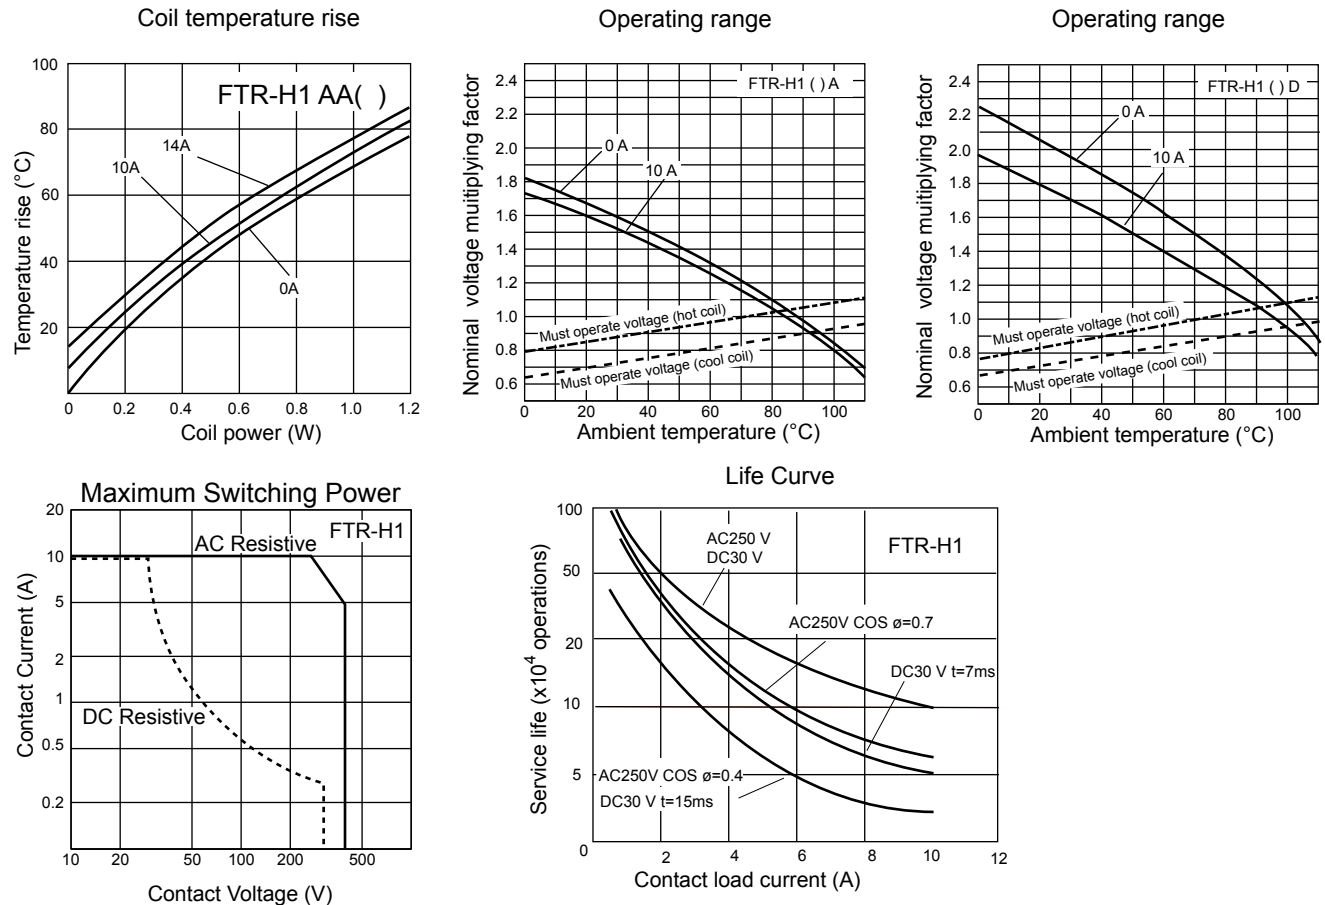 Coil temperature rise
FTR-H1 AA( )
14A
10A
0A
100
80
60
40
20
0 0.2 0.4 0.6 0.8 1.0 1.2
Temperature rise (°C)
Coil power (W)
Operating range
FTR-H1 ( ) A
0 A
10 A
Must operate voltage (hot coil)
Must operate voltage (cool coil)
2.4
2.2
2.0
1.8
1.6
1.4
1.2
1.0
0.8
0.6
0 20 40 60 80 100
Nominal voltage muitiplying factor
Ambient temperature (°C)
Operating range
FTR-H1 ( ) D
0 A
10 A
Must operate voltage (hot coil)
Must operate voltage (cool coil)
2.4
2.2
2.0
1.8
1.6
1.4
1.2
1.0
0.8
0.6
0 20 40 60 80 100
Nominal voltage multiplying factor
Ambient temperature (°C)
Maximum Switching Power
FTR-H1
AC Resistive
DC Resistive
20
10
5
2
1
0.5
0.2
10 20 50 100 200 500
Contact Current (A)
Contact Voltage (V)
Life Curve
FTR-H1
AC250 V
DC30 V
AC250V COS ø=0.7
DC30 V t=7ms
AC250V COS ø=0.4
DC30 V t=15ms
100
50
20
10
5
0 2 4 6 8 10 12
Service life (x10⁴ operations)
Contact load current (A)